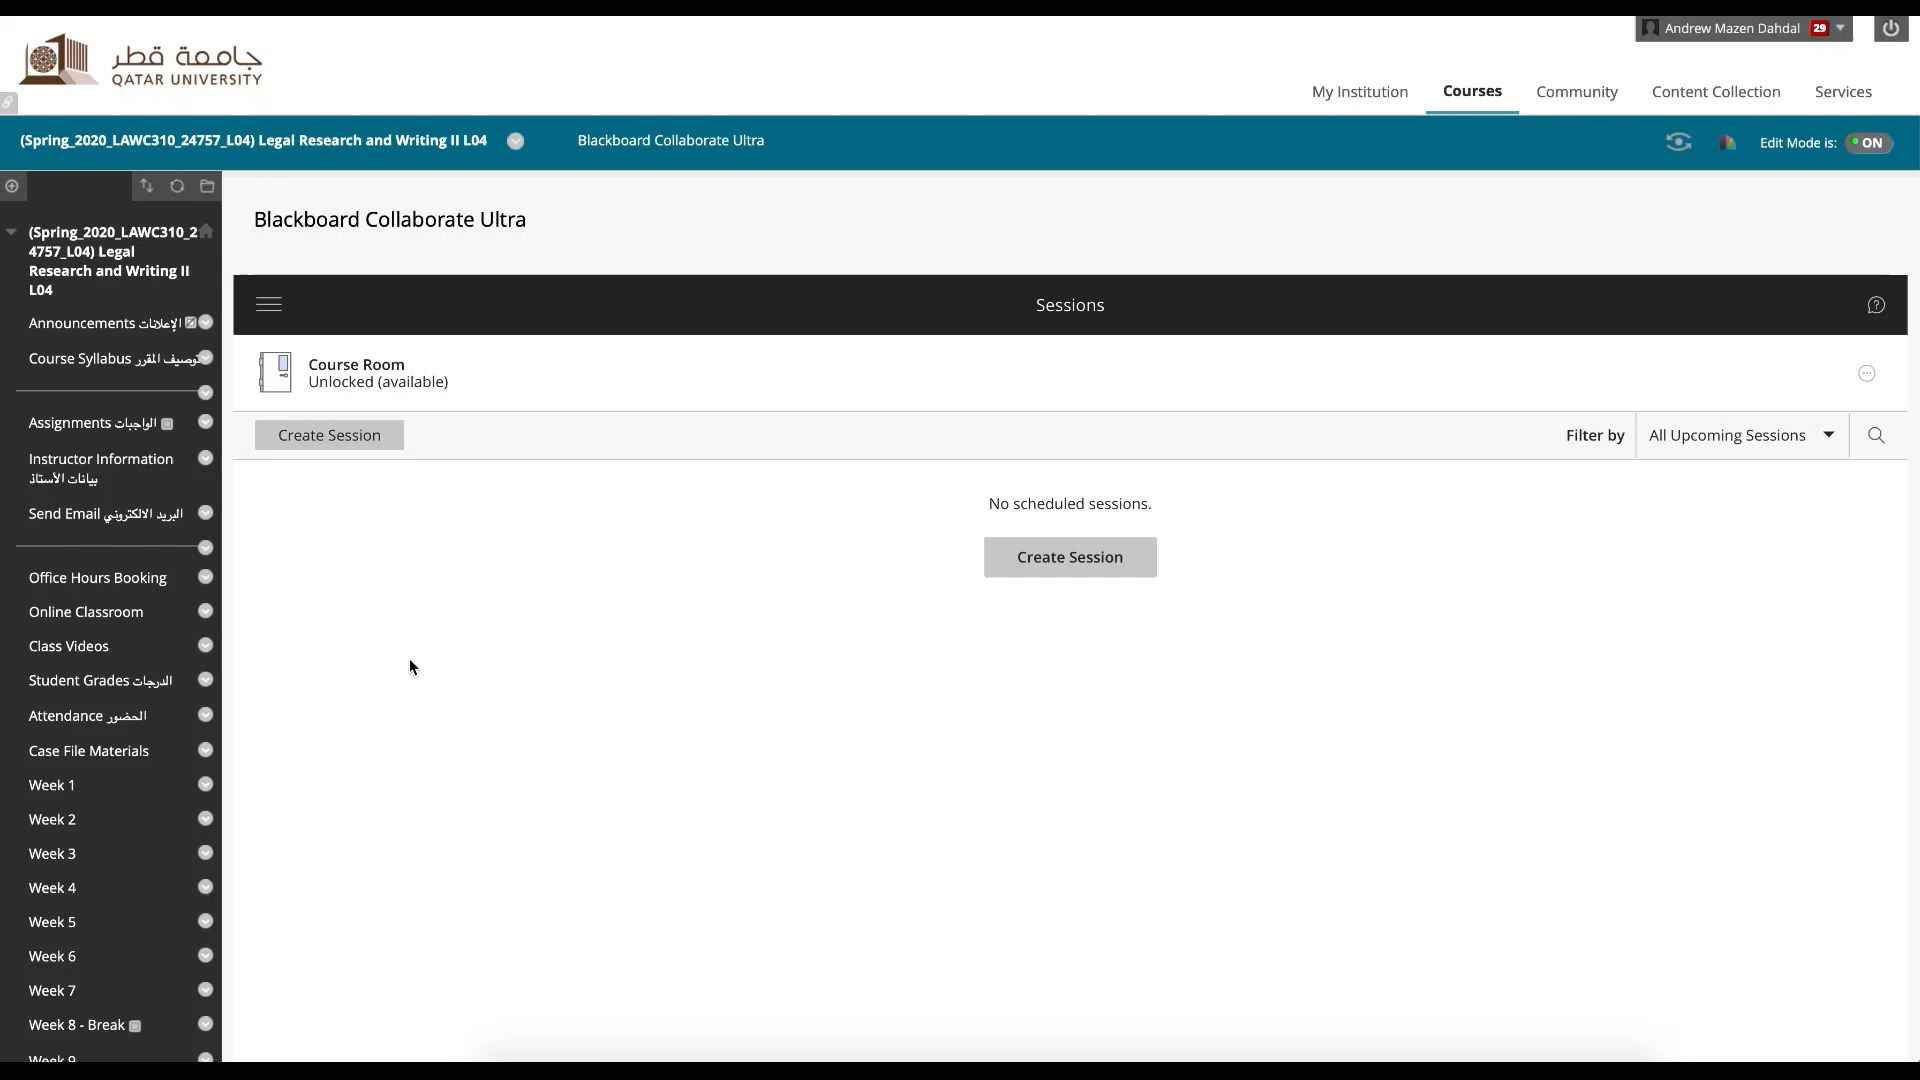 Andrew Mazen Dahdal 29
جامعة قطر
QATAR UNIVERSITY
My Institution Courses Community Content Collection Services
(Spring_2020_LAWC310_24757_L04) Legal Research and Writing II L04 Blackboard Collaborate Ultra Edit Mode is: ON
(Spring_2020_LAWC310_2
4757_L04) Legal
Research and Writing II
L04
Announcements الإعلانات
Course Syllabus توصيف المقرر
Assignments الواجبات
Instructor Information
بيانات الأستاذ
Send Email البريد الالكتروني
Office Hours Booking
Online Classroom
Class Videos
Student Grades الدرجات
Attendance الحضور
Case File Materials
Week 1
Week 2
Week 3
Week 4
Week 5
Week 6
Week 7
Week 8 - Break
Week 9
Blackboard Collaborate Ultra
Sessions
Course Room
Unlocked (available)
Create Session Filter by All Upcoming Sessions
No scheduled sessions.
Create Session